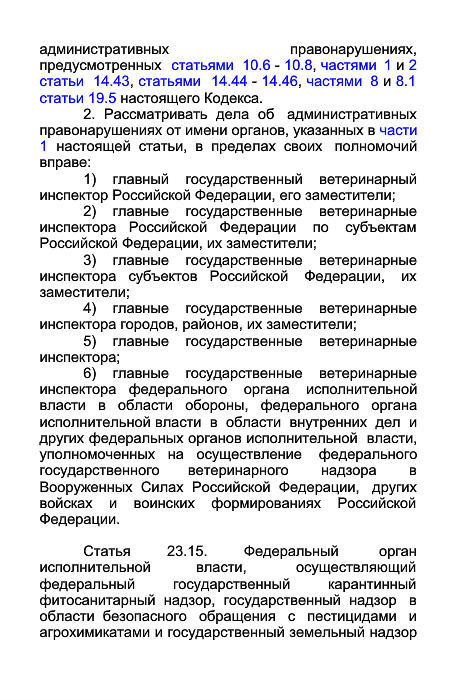 административных правонарушениях,
предусмотренных статьями 10.6 - 10.8, частями 1 и 2
статьи 14.43, статьями 14.44 - 14.46, частями 8 и 8.1
статьи 19.5 настоящего Кодекса.
2. Рассматривать дела об административных
правонарушениях от имени органов, указанных в части
1 настоящей статьи, в пределах своих полномочий
вправе:
1) главный государственный ветеринарный
инспектор Российской Федерации, его заместители;
2) главные государственные ветеринарные
инспектора Российской Федерации по субъектам
Российской Федерации, их заместители;
3) главные государственные ветеринарные
инспектора субъектов Российской Федерации, их
заместители;
4) главные государственные ветеринарные
инспектора городов, районов, их заместители;
5) главные государственные ветеринарные
инспектора;
6) главные государственные ветеринарные
инспектора федерального органа исполнительной
власти в области обороны, федерального органа
исполнительной власти в области внутренних дел и
других федеральных органов исполнительной власти,
уполномоченных на осуществление федерального
государственного ветеринарного надзора в
Вооруженных Силах Российской Федерации, других
войсках и воинских формированиях Российской
Федерации.
Статья 23.15. Федеральный орган
исполнительной власти, осуществляющий
федеральный государственный карантинный
фитосанитарный надзор, государственный надзор в
области безопасного обращения с пестицидами и
агрохимикатами и государственный земельный надзор